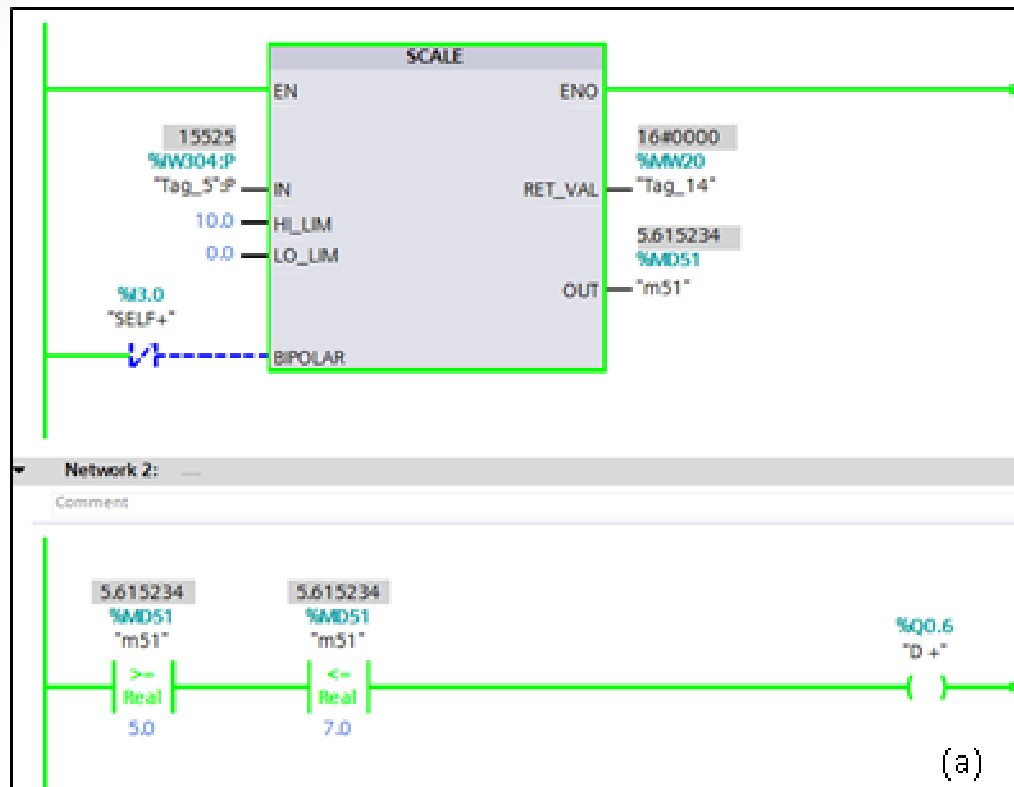 SCALE
EN ENO
15525 16#0000
%IW304:P %MW20
"Tag_5":P IN RET_VAL "Tag_14"
10.0 HI_LIM 5.615234
0.0 LO_LIM %MD51
%I3.0 OUT "m51"
"SELF+"
BIPOLAR
Network 2: .....
Comment
5.615234 5.615234
%MD51 %MD51 %Q0.6
"m51" "m51" "D +"
>= <=
Real Real
5.0 7.0
(a)